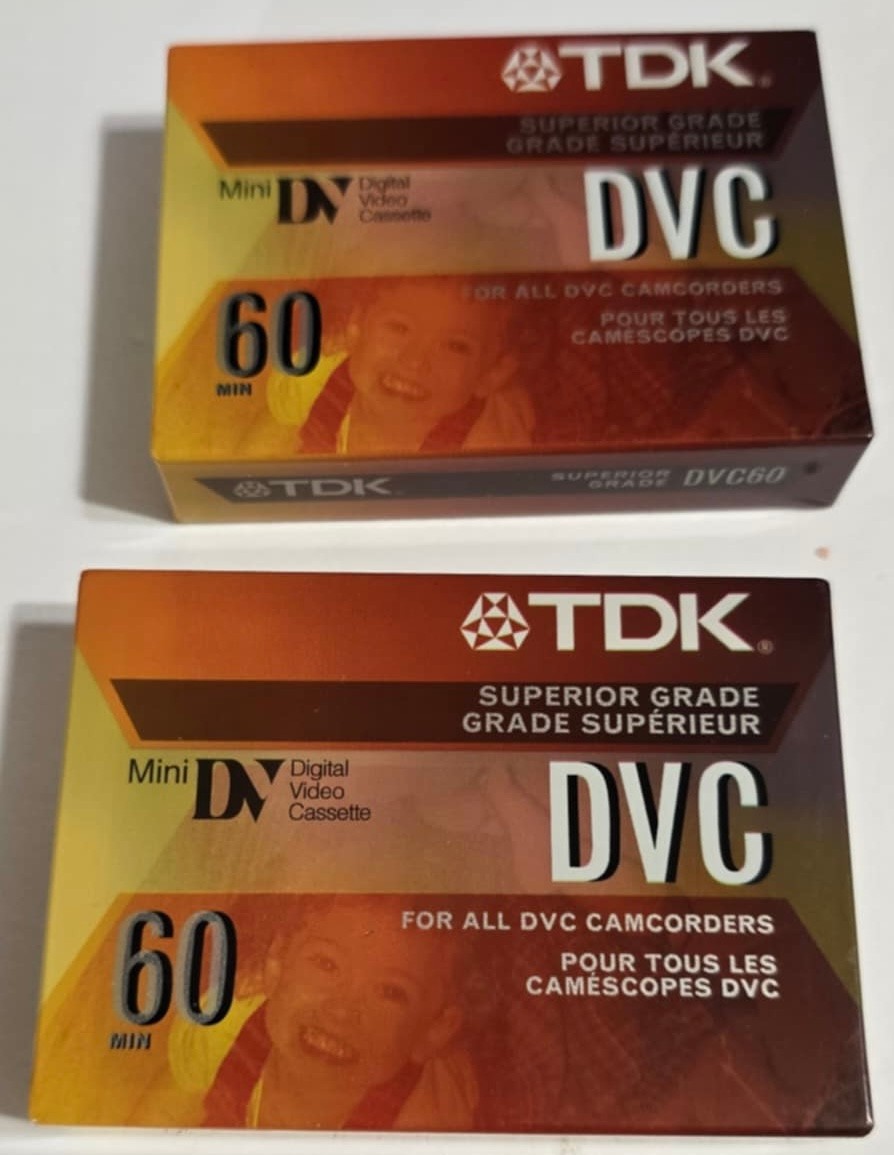 TDK®
SUPERIOR GRADE
GRADE SUPÉRIEUR
Mini DV Digital
Video
Cassette
DVC
60
MIN
FOR ALL DVC CAMCORDERS
POUR TOUS LES
CAMÉSCOPES DVC
TDK
SUPERIOR
GRADE DVC60
TDK®
SUPERIOR GRADE
GRADE SUPÉRIEUR
Mini DV Digital
Video
Cassette
DVC
60
MIN
FOR ALL DVC CAMCORDERS
POUR TOUS LES
CAMÉSCOPES DVC